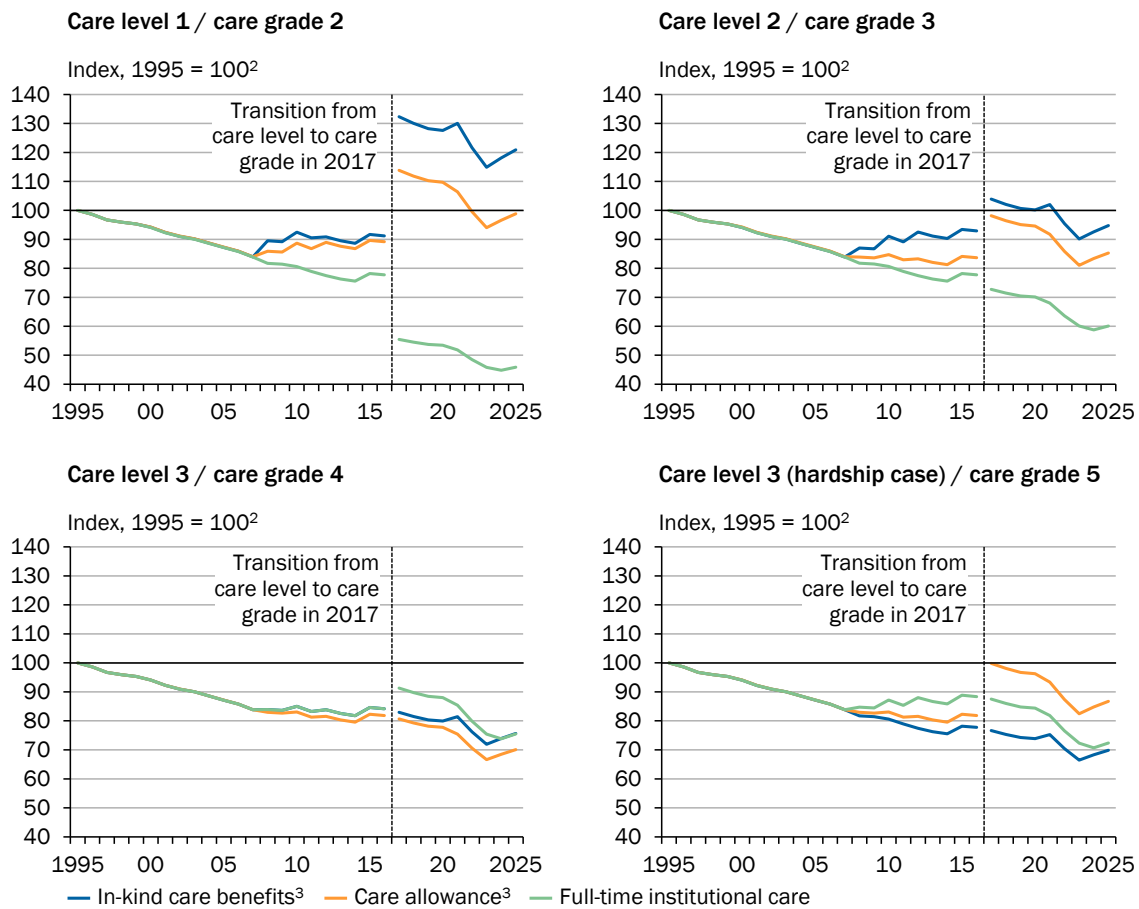 Care level 1 / care grade 2
Index, 1995 = 100²
140
130
120
110
100
90
80
70
60
50
40
Transition from
care level to care
grade in 2017
1995 00 05 10 15 20 2025
Care level 2 / care grade 3
Index, 1995 = 100²
140
130
120
110
100
90
80
70
60
50
40
Transition from
care level to care
grade in 2017
1995 00 05 10 15 20 2025
Care level 3 / care grade 4
Index, 1995 = 100²
140
130
120
110
100
90
80
70
60
50
40
Transition from
care level to care
grade in 2017
1995 00 05 10 15 20 2025
Care level 3 (hardship case) / care grade 5
Index, 1995 = 100²
140
130
120
110
100
90
80
70
60
50
40
Transition from
care level to care
grade in 2017
1995 00 05 10 15 20 2025
In-kind care benefits³ Care allowance³ Full-time institutional care